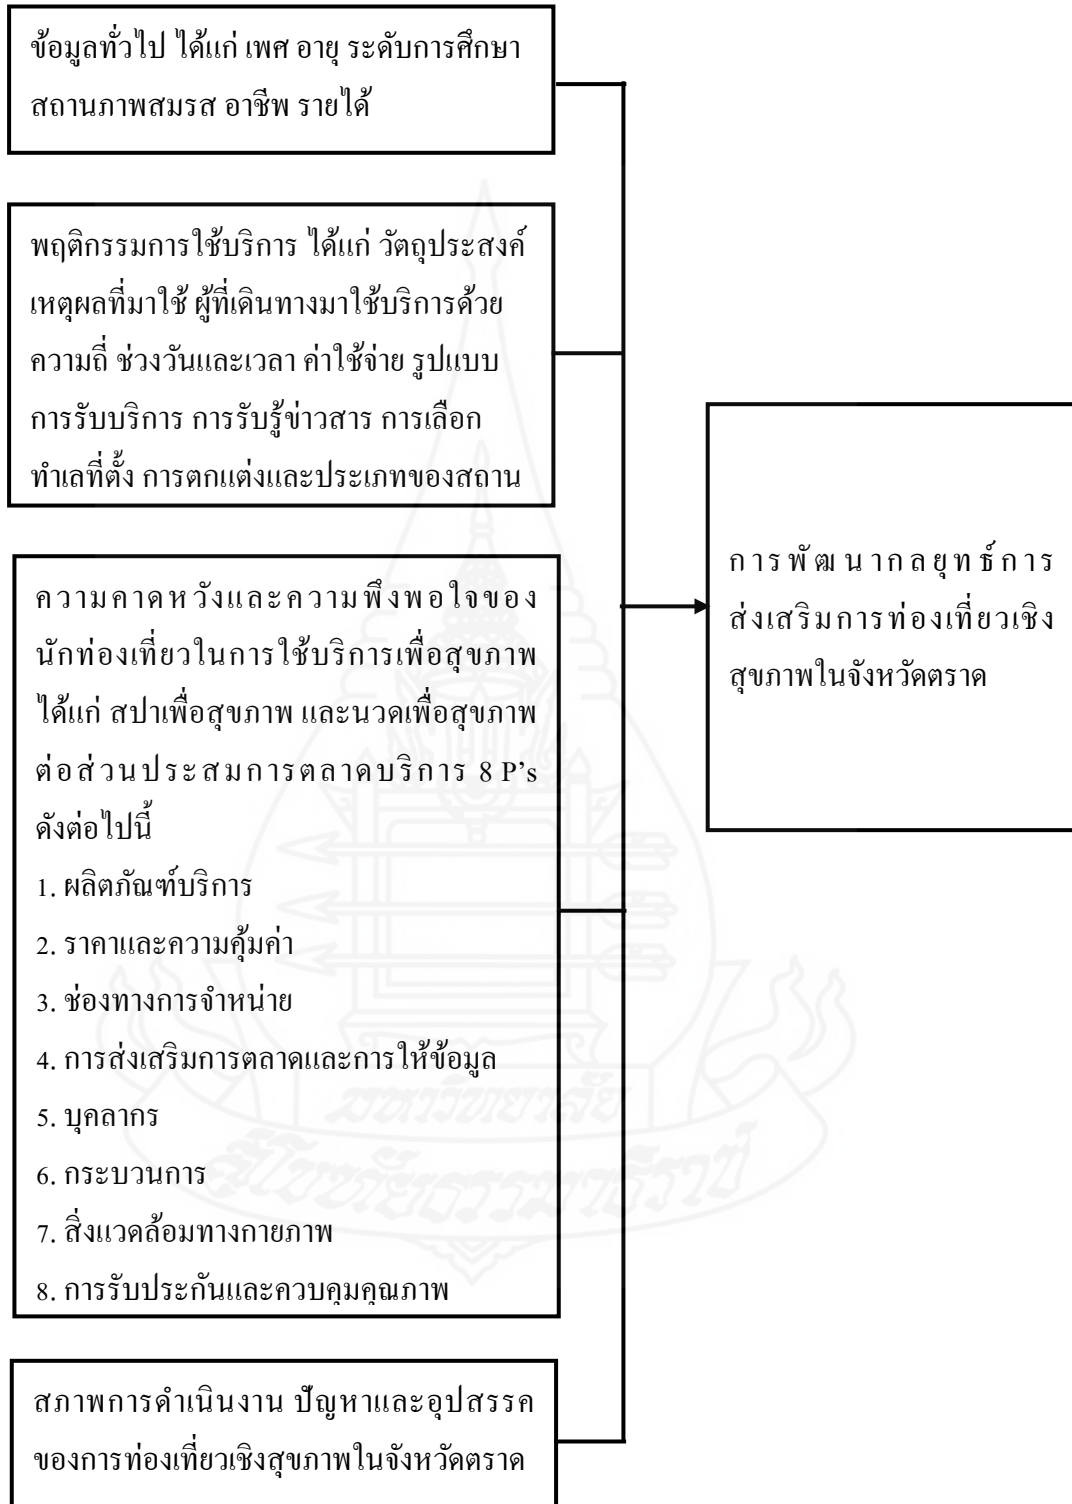 ข้อมูลทั่วไป ได้แก่ เพศ อายุ ระดับการศึกษา
สถานภาพสมรส อาชีพ รายได้
พฤติกรรมการใช้บริการ ได้แก่ วัตถุประสงค์
เหตุผลที่มาใช้ ผู้ที่เดินทางมาใช้บริการด้วย
ความถี่ ช่วงวันและเวลา ค่าใช้จ่าย รูปแบบ
การรับบริการ การรับรู้ข่าวสาร การเลือก
ทำเลที่ตั้ง การตกแต่งและประเภทของสถาน
ความคาดหวังและความพึงพอใจของ
นักท่องเที่ยวในการใช้บริการเพื่อสุขภาพ
ได้แก่ สปาเพื่อสุขภาพ และนวดเพื่อสุขภาพ
ต่อส่วนประสมการตลาดบริการ 8 P’s
ดังต่อไปนี้
1. ผลิตภัณฑ์บริการ
2. ราคาและความคุ้มค่า
3. ช่องทางการจำหน่าย
4. การส่งเสริมการตลาดและการให้ข้อมูล
5. บุคลากร
6. กระบวนการ
7. สิ่งแวดล้อมทางกายภาพ
8. การรับประกันและควบคุมคุณภาพ
สภาพการดำเนินงาน ปัญหาและอุปสรรค
ของการท่องเที่ยวเชิงสุขภาพในจังหวัดตราด
การพัฒนากลยุทธ์การ
ส่งเสริมการท่องเที่ยวเชิง
สุขภาพในจังหวัดตราด
มหาวิทยาลัย
สุโขทัยธรรมาธิราช